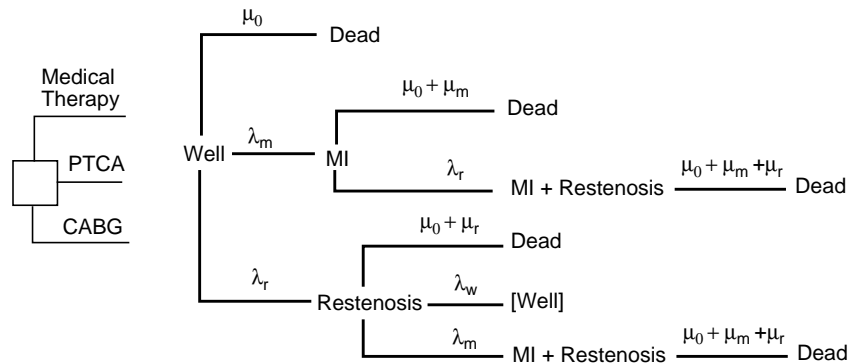 μ₀
Dead
Medical
Therapy
μ₀ + μₘ
Dead
λₘ
Well
MI
PTCA
λᵣ
MI + Restenosis
μ₀ + μₘ +μᵣ
Dead
CABG
μ₀ + μᵣ
Dead
λᵣ
Restenosis
λ_w
[Well]
λₘ
MI + Restenosis
μ₀ + μₘ +μᵣ
Dead